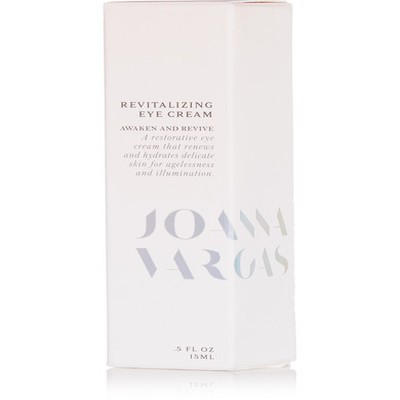 REVITALIZING
EYE CREAM
AWAKEN AND REVIVE
A restorative eye
cream that renews
and hydrates delicate
skin for agelessness
and illumination.
JOANNA
VARGAS
.5 FL OZ
15ML